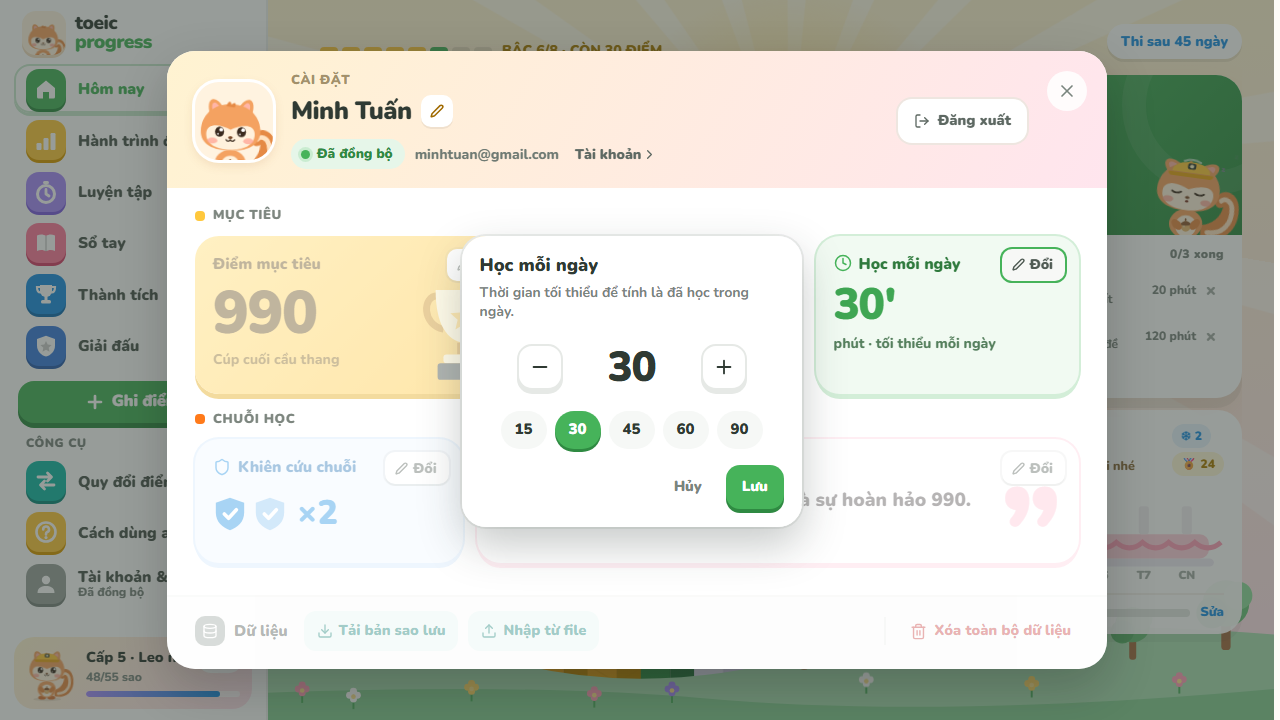 toeic
progress
Hôm nay
Luyện tập
Sổ tay
Thành tích
Giải đấu
CÔNG CỤ
Quy đổi
Cách dùng
Tài khoản &
Đã đồng bộ
Cấp 5 · Leo
48/55 sao
BẬC 6/8 · CÒN 30 ĐIỂM
Thi sau 45 ngày
CÀI ĐẶT
Minh Tuấn
Đã đồng bộ
minhtuan@gmail.com
Tài khoản
Đăng xuất
MỤC TIÊU
Điểm mục tiêu
990
Cúp cuối cầu thang
Học mỗi ngày
Thời gian tối thiểu để tính là đã học trong
ngày.
30
15 30 45 60 90
Hủy
Lưu
Học mỗi ngày
Đổi
30'
phút · tối thiểu mỗi ngày
CHUỖI HỌC
Khiên cứu chuỗi
Đổi
×2
Đổi
sự hoàn hảo 990.
Dữ liệu
Tải bản sao lưu
Nhập từ file
Xóa toàn bộ dữ liệu
0/3 xong
20 phút
120 phút
2
nhé
24
T7 CN
Sửa